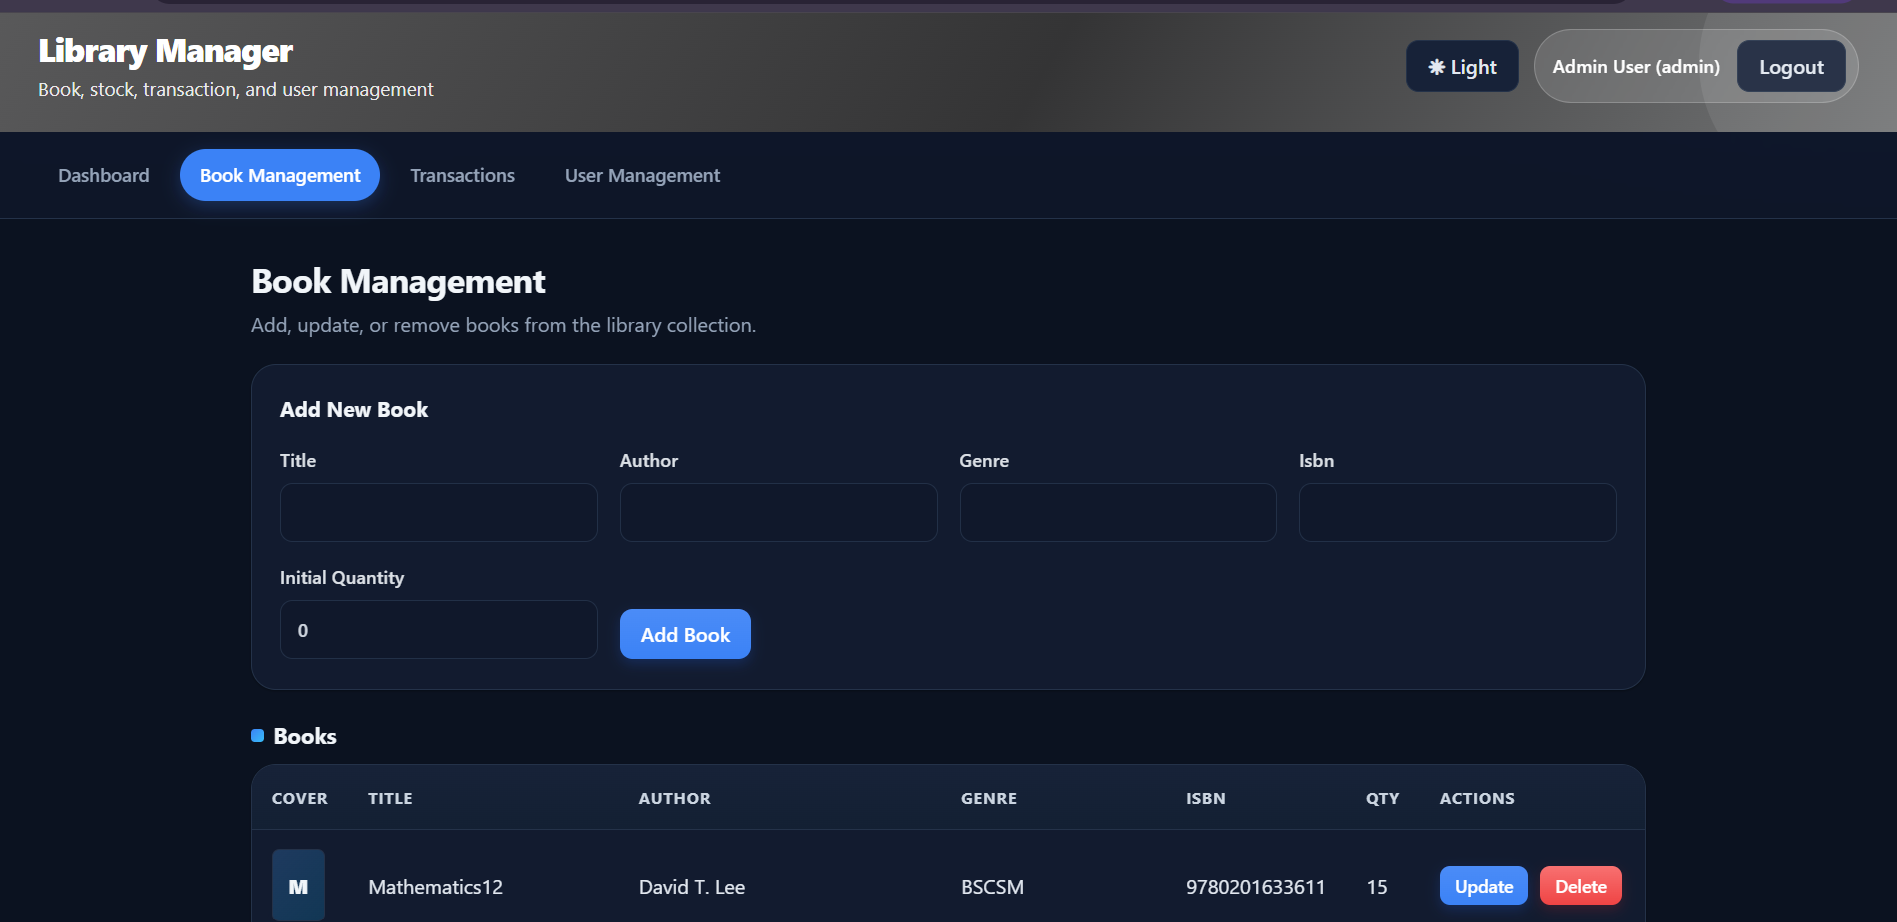 Library Manager
Book, stock, transaction, and user management
Light
Admin User (admin)
Logout
Dashboard
Book Management
Transactions
User Management
Book Management
Add, update, or remove books from the library collection.
Add New Book
Title
Author
Genre
Isbn
Initial Quantity
0
Add Book
Books
COVER TITLE AUTHOR GENRE ISBN QTY ACTIONS
M Mathematics12 David T. Lee BSCSM 9780201633611 15 Update Delete